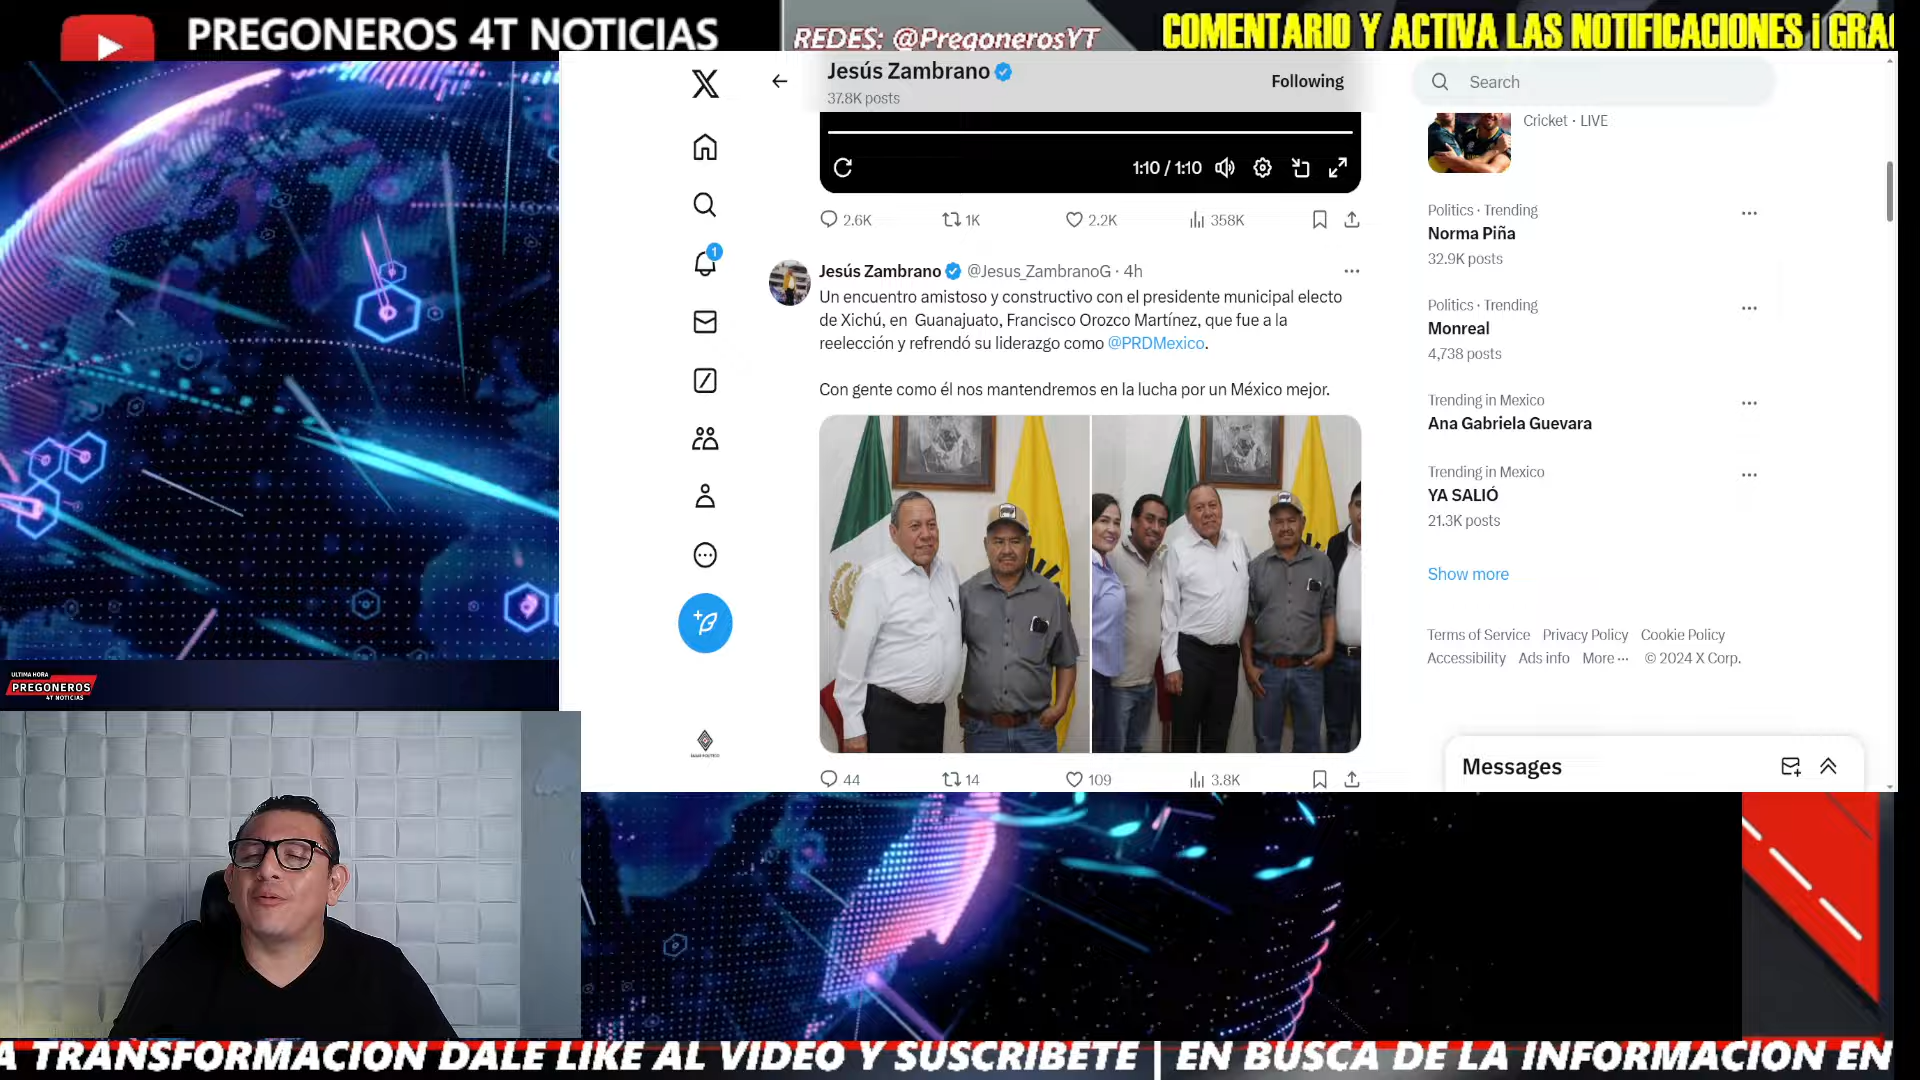 PREGONEROS 4T NOTICIAS
REDES: @PregonerosYT
COMENTARIO Y ACTIVA LAS NOTIFICACIONES ¡ GRA
Jesús Zambrano
37.8K posts
Following
Search
1:10 / 1:10
2.6K
1K
2.2K
358K
Jesús Zambrano @Jesus_ZambranoG · 4h
Un encuentro amistoso y constructivo con el presidente municipal electo
de Xichú, en Guanajuato, Francisco Orozco Martínez, que fue a la
reelección y refrendó su liderazgo como @PRDMexico.
Con gente como él nos mantendremos en la lucha por un México mejor.
44
14
109
3.8K
1
Cricket · LIVE
Politics · Trending
Norma Piña
32.9K posts
Politics · Trending
Monreal
4,738 posts
Trending in Mexico
Ana Gabriela Guevara
Trending in Mexico
YA SALIÓ
21.3K posts
Show more
Terms of Service Privacy Policy Cookie Policy
Accessibility Ads info More ··· © 2024 X Corp.
Messages
ULTIMA HORA
PREGONEROS
4T NOTICIAS
A TRANSFORMACION DALE LIKE AL VIDEO Y SUSCRIBETE | EN BUSCA DE LA INFORMACION EN